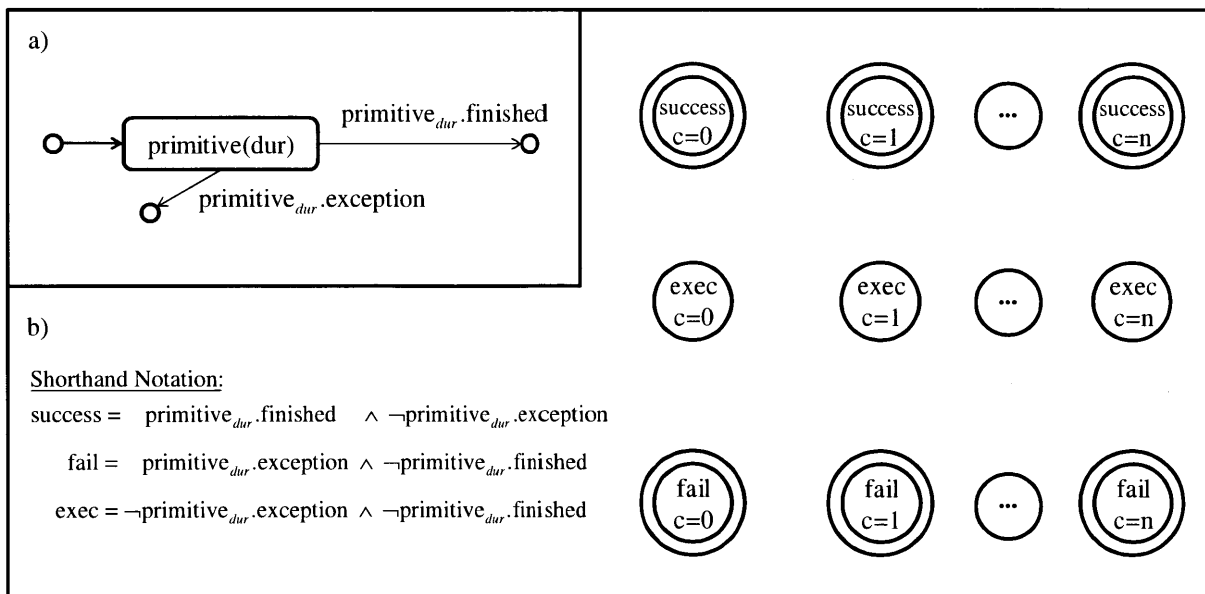 a)
primitive_dur.finished
primitive(dur)
primitive_dur.exception
b)
Shorthand Notation:
success = primitive_dur.finished ∧ ¬primitive_dur.exception
fail = primitive_dur.exception ∧ ¬primitive_dur.finished
exec = ¬primitive_dur.exception ∧ ¬primitive_dur.finished
success
c=0
success
c=1
...
success
c=n
exec
c=0
exec
c=1
...
exec
c=n
fail
c=0
fail
c=1
...
fail
c=n